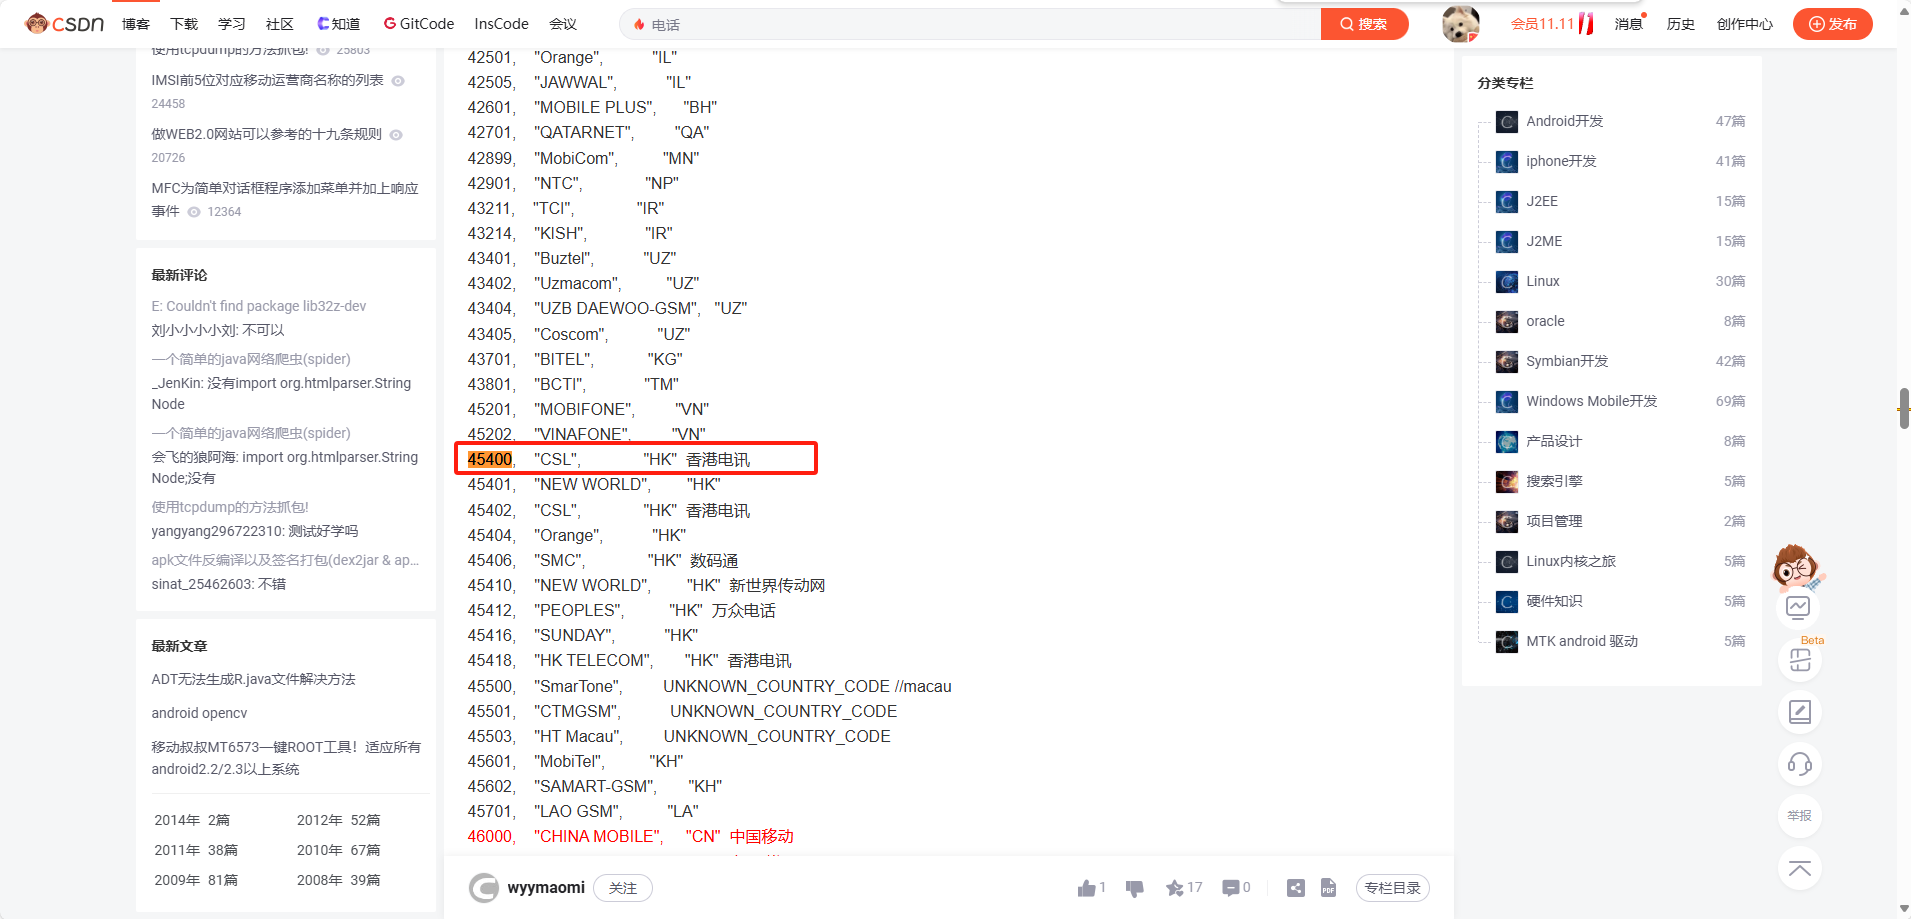 CSDN 博客 下载 学习 社区 C知道 GitCode InsCode 会议 电话 搜索 会员11.11 消息 历史 创作中心 发布
使用tcpdump的方法抓包! 25803
IMSI前5位对应移动运营商名称的列表
24458
做WEB2.0网站可以参考的十九条规则
20726
MFC为简单对话框程序添加菜单并加上响应
事件 12364
最新评论
E: Couldn't find package lib32z-dev
刘小小小小刘: 不可以
一个简单的java网络爬虫(spider)
_JenKin: 没有import org.htmlparser.String
Node
一个简单的java网络爬虫(spider)
会飞的狼阿海: import org.htmlparser.String
Node;没有
使用tcpdump的方法抓包!
yangyang296722310: 测试好学吗
apk文件反编译以及签名打包(dex2jar & ap...
sinat_25462603: 不错
最新文章
ADT无法生成R.java文件解决方法
android opencv
移动叔叔MT6573一键ROOT工具！适应所有
android2.2/2.3以上系统
2014年 2篇 2012年 52篇
2011年 38篇 2010年 67篇
2009年 81篇 2008年 39篇
42501, "Orange", "IL"
42505, "JAWWAL", "IL"
42601, "MOBILE PLUS", "BH"
42701, "QATARNET", "QA"
42899, "MobiCom", "MN"
42901, "NTC", "NP"
43211, "TCI", "IR"
43214, "KISH", "IR"
43401, "Buztel", "UZ"
43402, "Uzmacom", "UZ"
43404, "UZB DAEWOO-GSM", "UZ"
43405, "Coscom", "UZ"
43701, "BITEL", "KG"
43801, "BCTI", "TM"
45201, "MOBIFONE", "VN"
45202, "VINAFONE", "VN"
45400, "CSL", "HK" 香港电讯
45401, "NEW WORLD", "HK"
45402, "CSL", "HK" 香港电讯
45404, "Orange", "HK"
45406, "SMC", "HK" 数码通
45410, "NEW WORLD", "HK" 新世界传动网
45412, "PEOPLES", "HK" 万众电话
45416, "SUNDAY", "HK"
45418, "HK TELECOM", "HK" 香港电讯
45500, "SmarTone", UNKNOWN_COUNTRY_CODE //macau
45501, "CTMGSM", UNKNOWN_COUNTRY_CODE
45503, "HT Macau", UNKNOWN_COUNTRY_CODE
45601, "MobiTel", "KH"
45602, "SAMART-GSM", "KH"
45701, "LAO GSM", "LA"
46000, "CHINA MOBILE", "CN" 中国移动
wyymaomi 关注 1 17 0 PDF 专栏目录
分类专栏
Android开发 47篇
iphone开发 41篇
J2EE 15篇
J2ME 15篇
Linux 30篇
oracle 8篇
Symbian开发 42篇
Windows Mobile开发 69篇
产品设计 8篇
搜索引擎 5篇
项目管理 2篇
Linux内核之旅 5篇
硬件知识 5篇
MTK android 驱动 5篇
Beta
举报